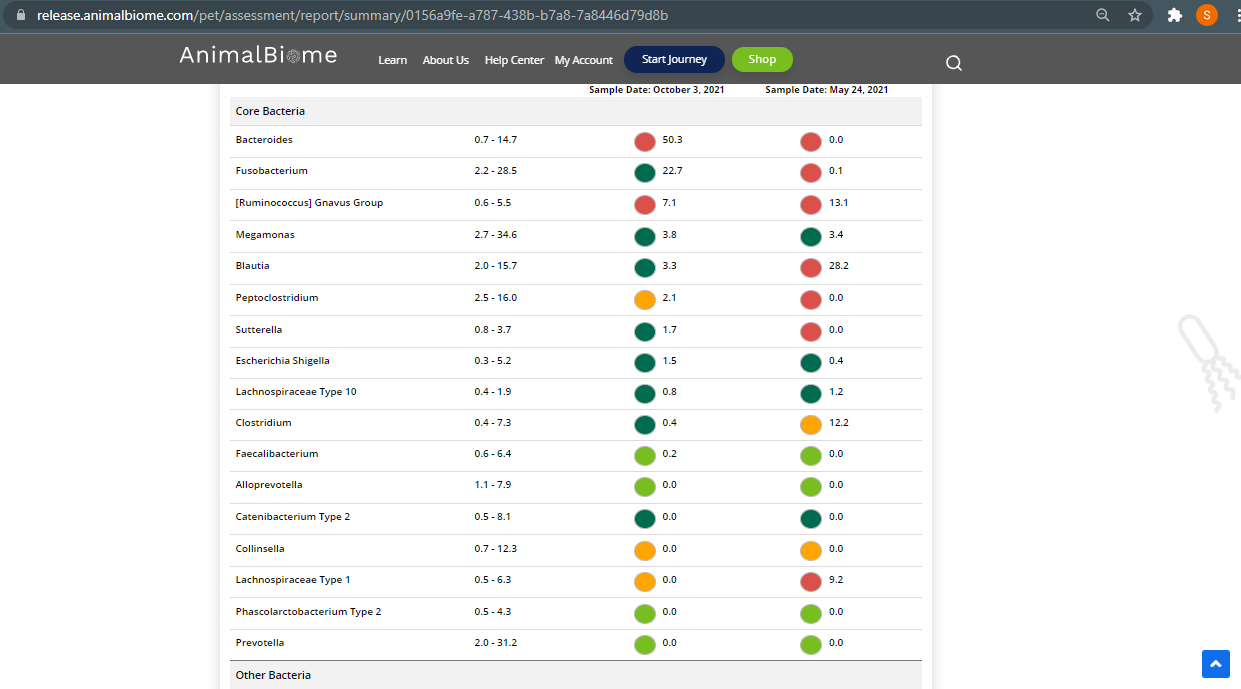 release.animalbiome.com/pet/assessment/report/summary/0156a9fe-a787-438b-b7a8-7a8446d79d8b
S
AnimalBiome Learn About Us Help Center My Account Start Journey Shop
Sample Date: October 3, 2021 Sample Date: May 24, 2021
Core Bacteria
Bacteroides 0.7 - 14.7 50.3 0.0
Fusobacterium 2.2 - 28.5 22.7 0.1
[Ruminococcus] Gnavus Group 0.6 - 5.5 7.1 13.1
Megamonas 2.7 - 34.6 3.8 3.4
Blautia 2.0 - 15.7 3.3 28.2
Peptoclostridium 2.5 - 16.0 2.1 0.0
Sutterella 0.8 - 3.7 1.7 0.0
Escherichia Shigella 0.3 - 5.2 1.5 0.4
Lachnospiraceae Type 10 0.4 - 1.9 0.8 1.2
Clostridium 0.4 - 7.3 0.4 12.2
Faecalibacterium 0.6 - 6.4 0.2 0.0
Alloprevotella 1.1 - 7.9 0.0 0.0
Catenibacterium Type 2 0.5 - 8.1 0.0 0.0
Collinsella 0.7 - 12.3 0.0 0.0
Lachnospiraceae Type 1 0.5 - 6.3 0.0 9.2
Phascolarctobacterium Type 2 0.5 - 4.3 0.0 0.0
Prevotella 2.0 - 31.2 0.0 0.0
Other Bacteria